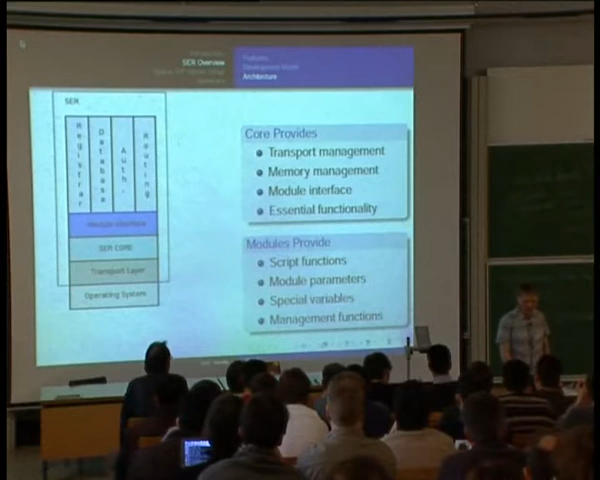 SER Overview
Architecture
SER
Registrar
Database
Auth.
Routing
Module Interface
SER CORE
Transport Layer
Operating System
Core Provides
Transport management
Memory management
Module interface
Essential functionality
Modules Provide
Script functions
Module parameters
Special variables
Management functions